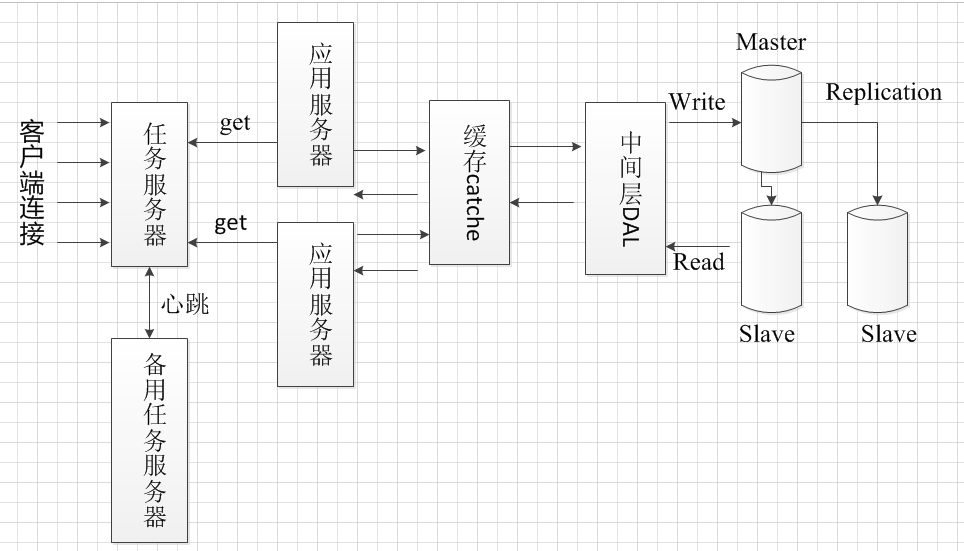 客户端连接
任务服务器
心跳
备用任务服务器
get
get
应用服务器
应用服务器
缓存catche
中间层DAL
Write
Read
Master
Replication
Slave
Slave